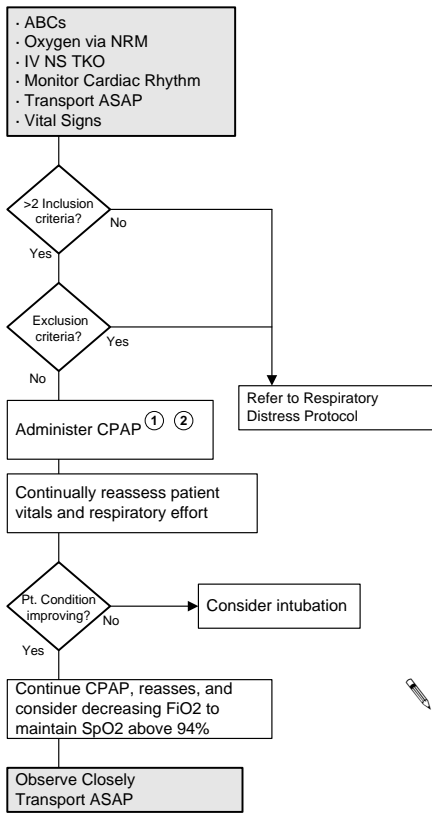 · ABCs
· Oxygen via NRM
· IV NS TKO
· Monitor Cardiac Rhythm
· Transport ASAP
· Vital Signs
>2 Inclusion
criteria?
No
Yes
Exclusion
criteria?
Yes
No
Refer to Respiratory
Distress Protocol
Administer CPAP ① ②
Continually reassess patient
vitals and respiratory effort
Pt. Condition
improving?
No
Consider intubation
Yes
Continue CPAP, reasses, and
consider decreasing FiO2 to
maintain SpO2 above 94%
Observe Closely
Transport ASAP